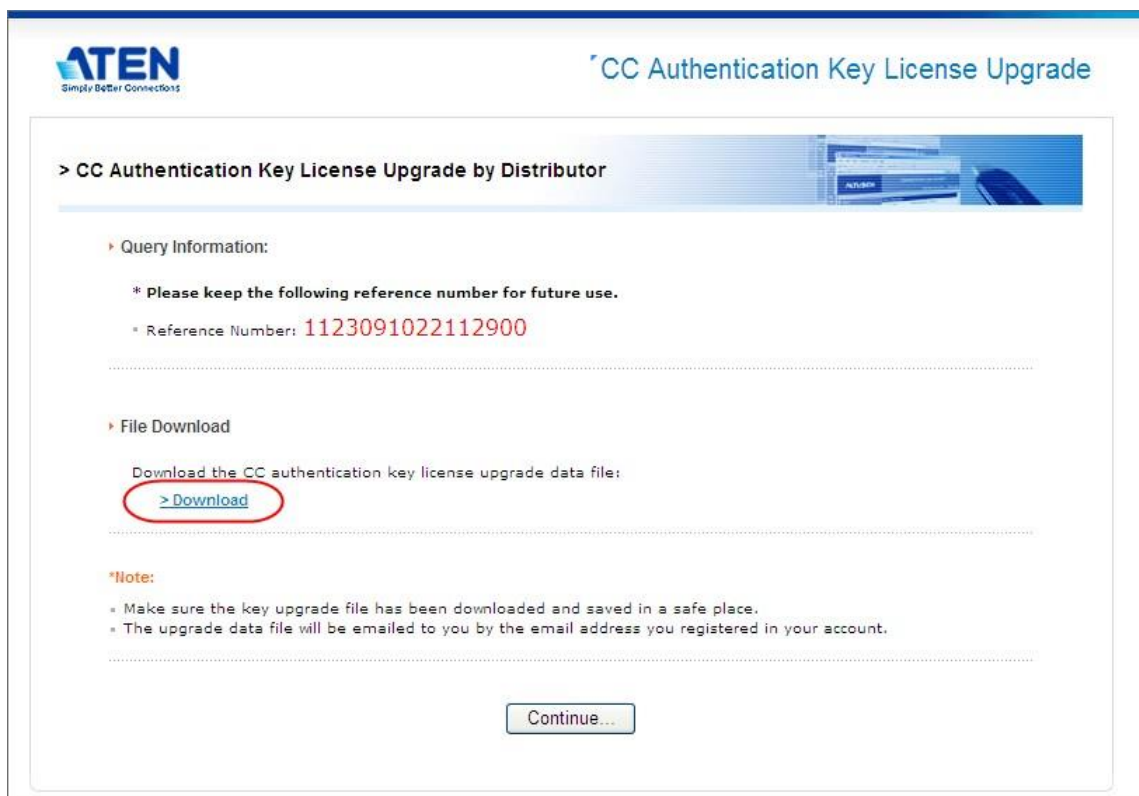 ATEN
Simply Better Connections
CC Authentication Key License Upgrade
> CC Authentication Key License Upgrade by Distributor
ALTUSEN
Query Information:
* Please keep the following reference number for future use.
Reference Number: 1123091022112900
File Download
Download the CC authentication key license upgrade data file:
> Download
*Note:
Make sure the key upgrade file has been downloaded and saved in a safe place.
The upgrade data file will be emailed to you by the email address you registered in your account.
Continue...